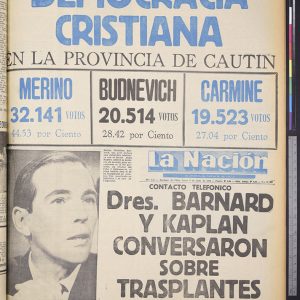 DEMOCRACIA
CRISTIANA
EN LA PROVINCIA DE CAUTIN
MERINO
32.141 VOTOS
44.53 por Ciento
BUDNEVICH
20.514 VOTOS
28.42 por Ciento
CARMINE
19.523 VOTOS
27.04 por Ciento
La Nación
CONTACTO TELEFONICO
Dres. BARNARD
Y KAPLAN
CONVERSARON
SOBRE
TRASPLANTES